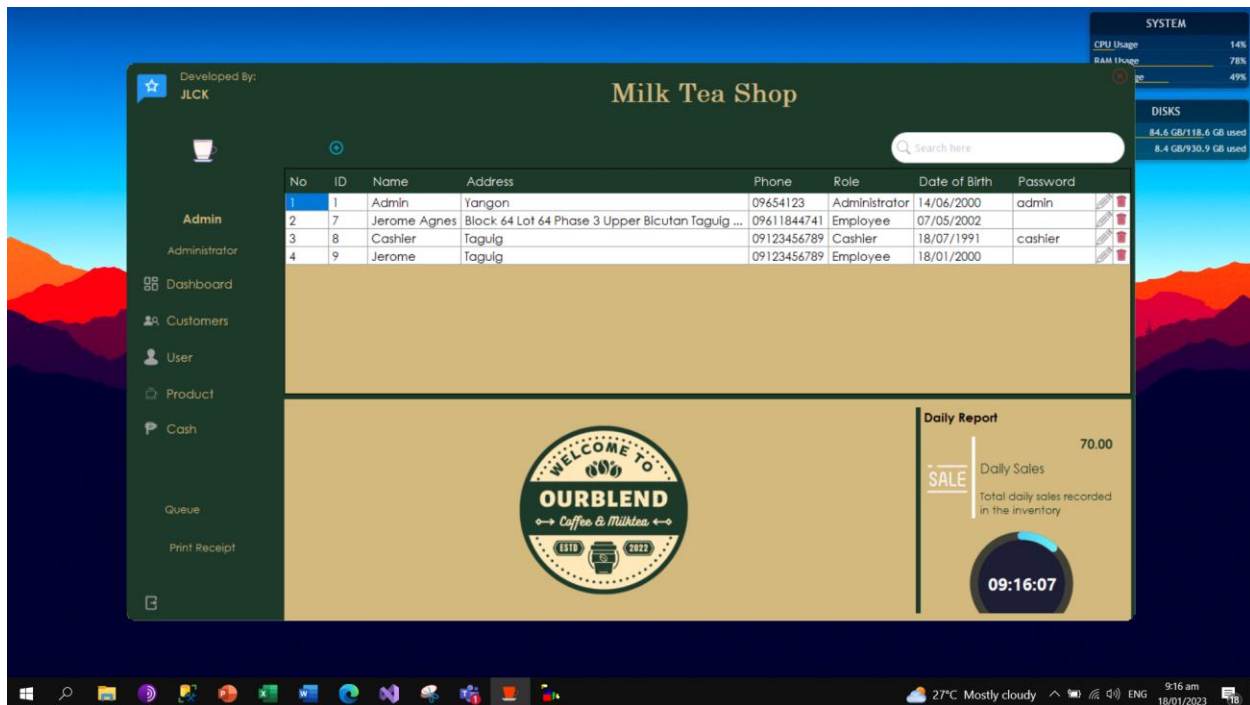 SYSTEM
CPU Usage 14%
RAM Usage 78%
ge 49%
DISKS
84.6 GB/118.6 GB used
8.4 GB/930.9 GB used
Developed By:
JLCK
Milk Tea Shop
Search here
Admin
Administrator
Dashboard
Customers
User
Product
Cash
Queue
Print Receipt
No ID Name Address Phone Role Date of Birth Password
1 1 Admin Yangon 09654123 Administrator 14/06/2000 admin
2 7 Jerome Agnes Block 64 Lot 64 Phase 3 Upper Bicutan Taguig ... 09611844741 Employee 07/05/2002
3 8 Cashier Taguig 09123456789 Cashier 18/07/1991 cashier
4 9 Jerome Taguig 09123456789 Employee 18/01/2000
WELCOME TO
OURBLEND
Coffee & Milktea
ESTD 2022
Daily Report
70.00
SALE
Daily Sales
Total daily sales recorded
in the inventory
09:16:07
27°C Mostly cloudy ENG
9:16 am
18/01/2023
18